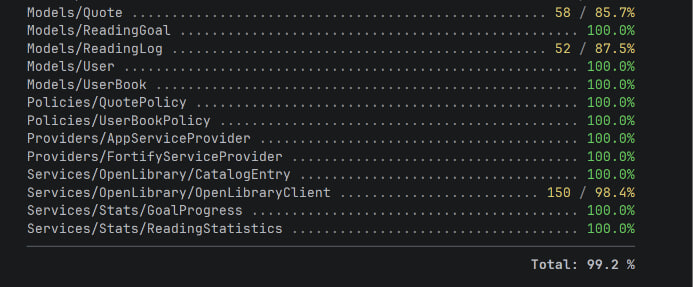 Models/Quote ................................................ 58 / 85.7%
Models/ReadingGoal ................................................... 100.0%
Models/ReadingLog ........................................... 52 / 87.5%
Models/User .......................................................... 100.0%
Models/UserBook ...................................................... 100.0%
Policies/QuotePolicy ................................................. 100.0%
Policies/UserBookPolicy .............................................. 100.0%
Providers/AppServiceProvider ......................................... 100.0%
Providers/FortifyServiceProvider ..................................... 100.0%
Services/OpenLibrary/CatalogEntry .................................... 100.0%
Services/OpenLibrary/OpenLibraryClient ...................... 150 / 98.4%
Services/Stats/GoalProgress .......................................... 100.0%
Services/Stats/ReadingStatistics ..................................... 100.0%
Total: 99.2 %